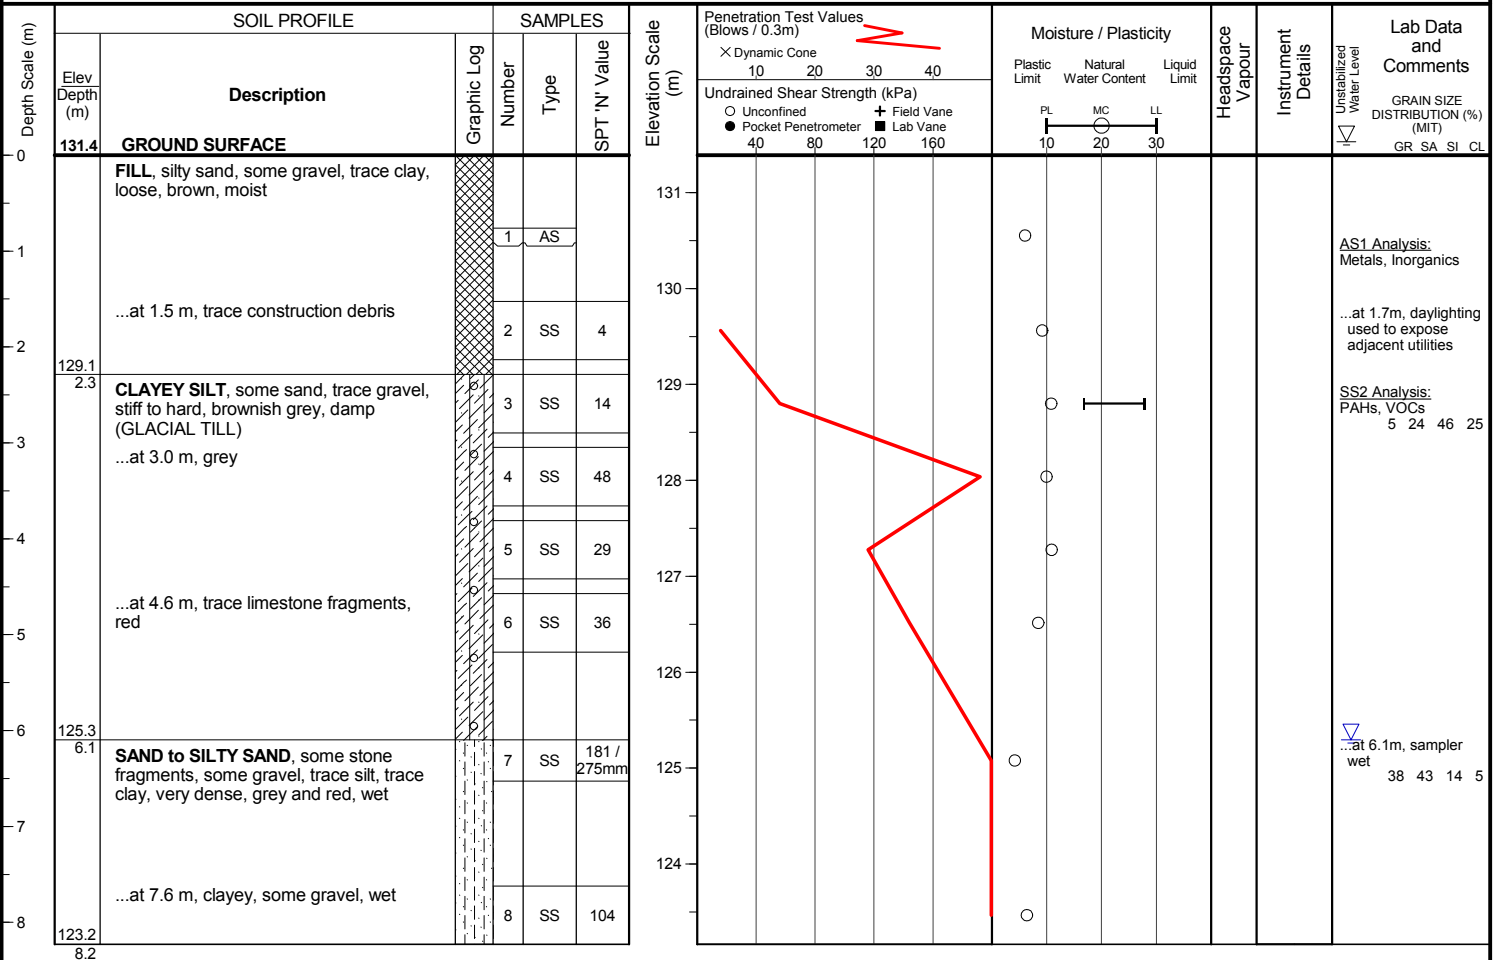 SOIL PROFILE
SAMPLES
Depth Scale (m)
Elev
Depth
(m)
Description
Graphic Log
Number
Type
SPT 'N' Value
Elevation Scale
(m)
Penetration Test Values
(Blows / 0.3m)
× Dynamic Cone
10 20 30 40
Undrained Shear Strength (kPa)
Unconfined
Field Vane
Pocket Penetrometer
Lab Vane
40 80 120 160
Moisture / Plasticity
Plastic Limit
Natural Water Content
Liquid Limit
PL MC LL
10 20 30
Headspace
Vapour
Instrument
Details
Unstabilized
Water Level
Lab Data
and
Comments
GRAIN SIZE
DISTRIBUTION (%)
(MIT)
GR SA SI CL
131.4 GROUND SURFACE
0
FILL, silty sand, some gravel, trace clay,
loose, brown, moist
131
1 AS
1
AS1 Analysis:
Metals, Inorganics
130
...at 1.5 m, trace construction debris
2 SS 4
...at 1.7m, daylighting
used to expose
adjacent utilities
2
129.1
2.3
129
CLAYEY SILT, some sand, trace gravel,
stiff to hard, brownish grey, damp
(GLACIAL TILL)
3 SS 14
SS2 Analysis:
PAHs, VOCs
5 24 46 25
3
...at 3.0 m, grey
4 SS 48
128
4
5 SS 29
127
...at 4.6 m, trace limestone fragments,
red
6 SS 36
5
126
6
125.3
6.1
SAND to SILTY SAND, some stone
fragments, some gravel, trace silt, trace
clay, very dense, grey and red, wet
7 SS 181 /
275mm
125
...at 6.1m, sampler
wet
38 43 14 5
7
124
...at 7.6 m, clayey, some gravel, wet
8 SS 104
8
123.2
8.2